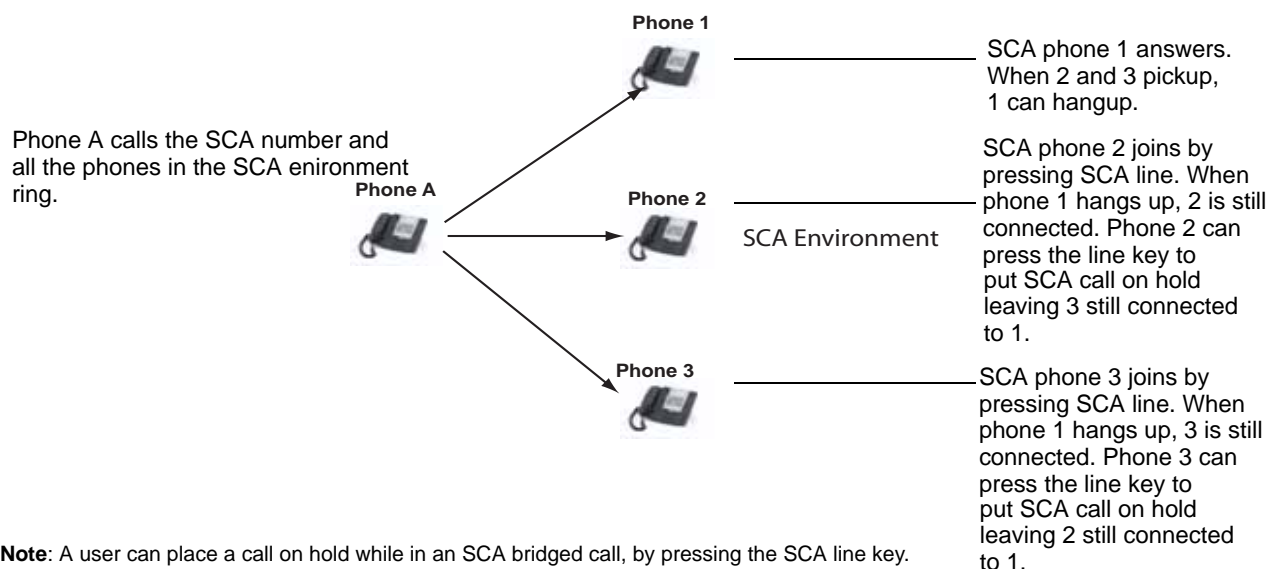 Phone A calls the SCA number and
all the phones in the SCA enironment
ring.
Phone A
Phone 1
SCA phone 1 answers.
When 2 and 3 pickup,
1 can hangup.
Phone 2
SCA Environment
SCA phone 2 joins by
pressing SCA line. When
phone 1 hangs up, 2 is still
connected. Phone 2 can
press the line key to
put SCA call on hold
leaving 3 still connected
to 1.
Phone 3
SCA phone 3 joins by
pressing SCA line. When
phone 1 hangs up, 3 is still
connected. Phone 3 can
press the line key to
put SCA call on hold
leaving 2 still connected
to 1.
Note: A user can place a call on hold while in an SCA bridged call, by pressing the SCA line key.